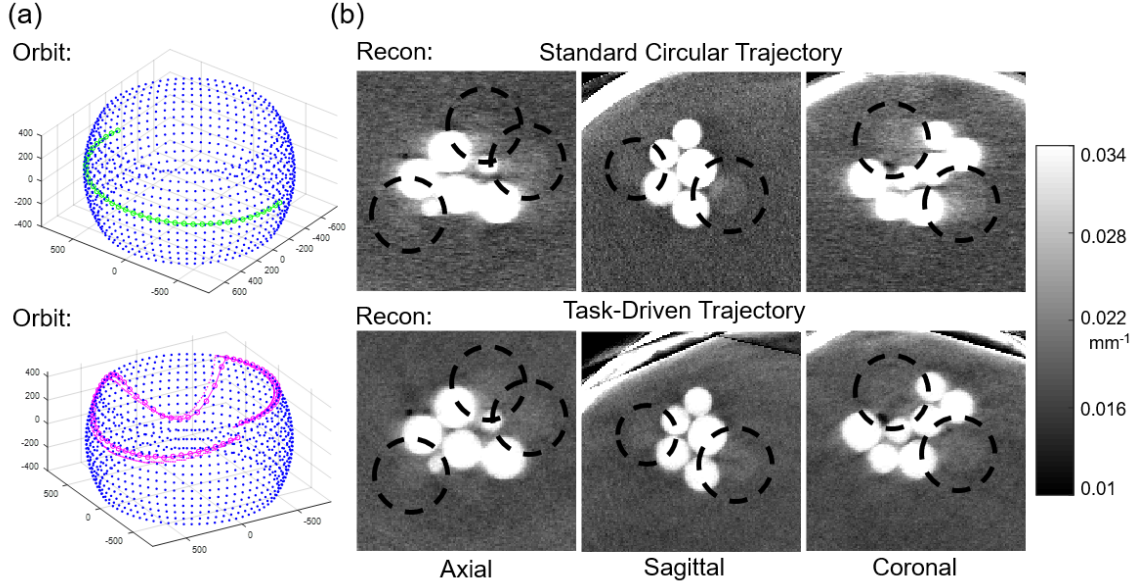 (a)
(b)
Orbit:
Recon:
Standard Circular Trajectory
400
200
0
-200
-400
500
0
-500
600
400
200
0
-200
-400
-600
0.034
0.028
0.022
mm⁻¹
0.016
0.01
Orbit:
Recon:
Task-Driven Trajectory
400
200
0
-200
-400
500
0
-500
500
0
-500
Axial
Sagittal
Coronal